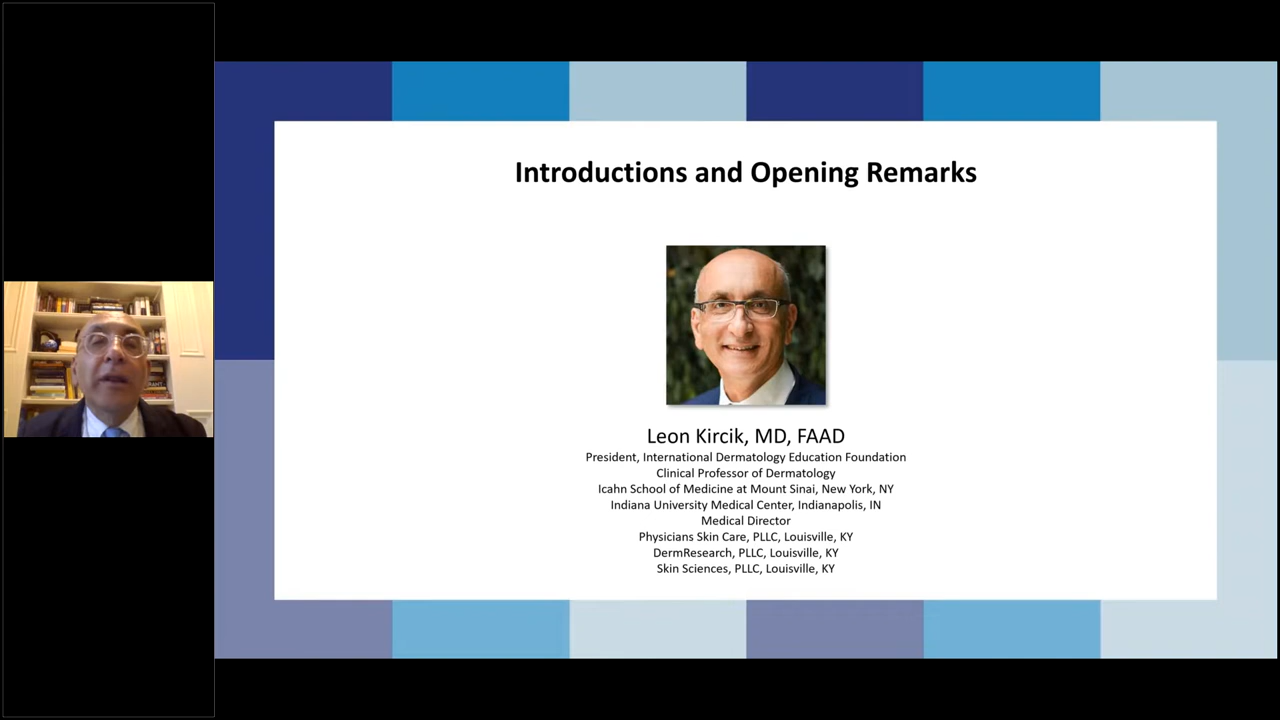 Introductions and Opening Remarks
Leon Kircik, MD, FAAD
President, International Dermatology Education Foundation
Clinical Professor of Dermatology
Icahn School of Medicine at Mount Sinai, New York, NY
Indiana University Medical Center, Indianapolis, IN
Medical Director
Physicians Skin Care, PLLC, Louisville, KY
DermResearch, PLLC, Louisville, KY
Skin Sciences, PLLC, Louisville, KY